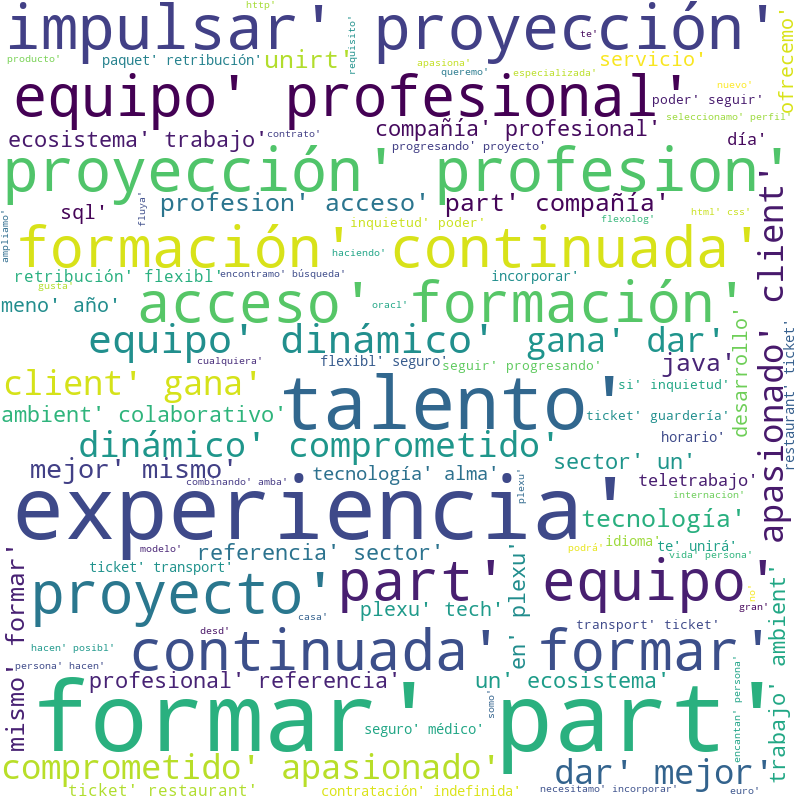 http'
impulsar' proyección'
te'
ofrecemo'
producto'
paquet' retribución'
unirt'
requisito'
apasiona'
queremo'
servicio'
especializada'
nuevo'
equipo' profesional'
poder' seguir'
seleccionamo' perfil'
ecosistema' trabajo'
contrato'
compañía' profesional'
día'
progresando' proyecto'
proyección' profesion'
profesion' acceso'
part' compañía'
sql'
fluya'
ampliamo'
inquietud' poder'
flexolog'
html' css'
apasionado' client'
formación' continuada'
haciendo'
retribución' flexibl'
encontramo' búsqueda'
incorporar'
gusta'
acceso' formación'
meno' año'
oracl'
equipo' dinámico'
gana' dar'
desarrollo'
restaurant' ticket'
cualquiera'
flexibl' seguro'
seguir' progresando'
java'
client' gana'
talento'
si' inquietud'
ambient' colaborativo'
ticket' guardería'
dinámico' comprometido'
horario'
mejor' mismo'
tecnología' alma'
sector' un'
combinando' amba'
teletrabajo'
experiencia'
plexu'
internacion'
tecnología'
modelo'
referencia' sector'
podrá'
idioma'
te' unirá'
vida' persona'
mismo' formar'
ticket' transport'
proyecto'
part' equipo'
en' plexu'
plexu' tech'
no'
gran'
casa'
trabajo' ambient'
desd'
transport' ticket'
hacen' posibl'
continuada' formar'
persona' hacen'
profesional' referencia'
un' ecosistema'
encantan' persona'
formar' part'
somo'
seguro' médico'
comprometido' apasionado'
dar' mejor'
ticket' restaurant'
contratación' indefinida'
necesitamo' incorporar'
euro'